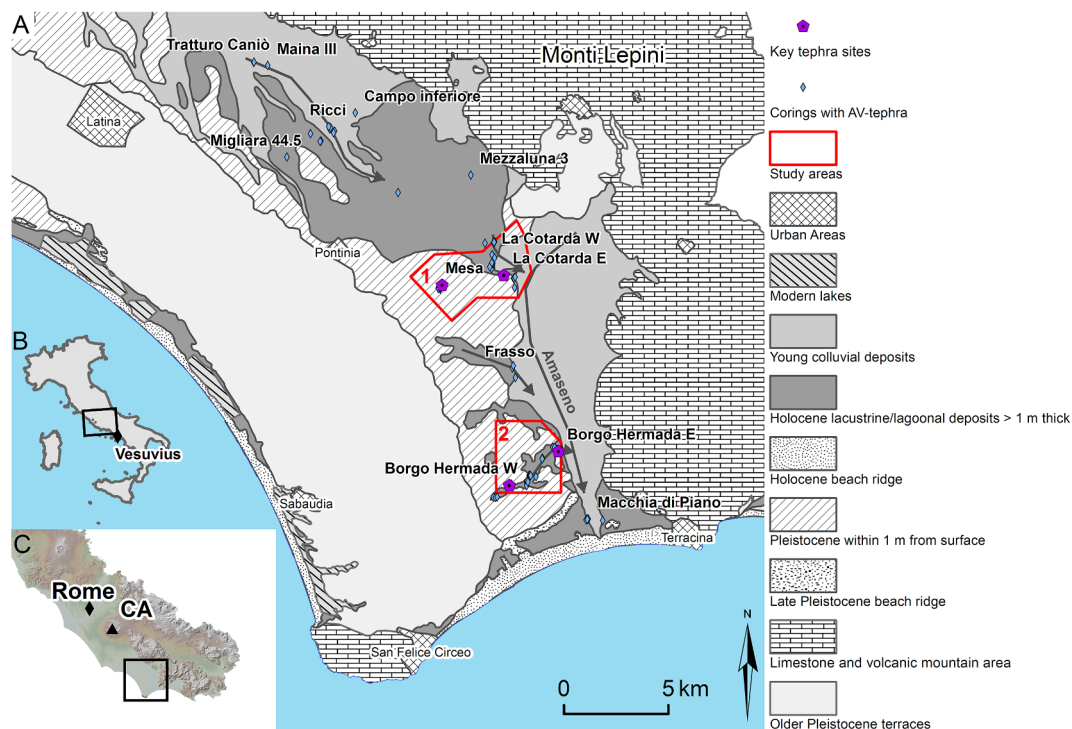 A
Monti Lepini
Tratturo Caniò
Maina III
Campo inferiore
Ricci
Latina
Migliara 44.5
Mezzaluna 3
La Cotarda W
Pontinia
La Cotarda E
Mesa
1
B
Frasso
Amaseno
Vesuvius
2
Borgo Hermada E
Borgo Hermada W
Sabaudia
Macchia di Piano
Terracina
C
Rome
CA
San Felice Circeo
N
0 5 km
Key tephra sites
Corings with AV-tephra
Study areas
Urban Areas
Modern lakes
Young colluvial deposits
Holocene lacustrine/lagoonal deposits > 1 m thick
Holocene beach ridge
Pleistocene within 1 m from surface
Late Pleistocene beach ridge
Limestone and volcanic mountain area
Older Pleistocene terraces